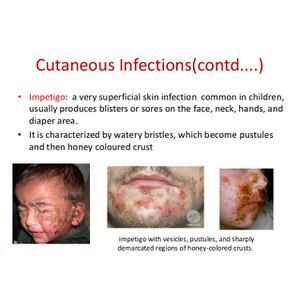 Cutaneous Infections(contd....)
• Impetigo: a very superficial skin infection common in children,
usually produces blisters or sores on the face, neck, hands, and
diaper area.
• It is characterized by watery bristles, which become pustules
and then honey coloured crust
impetigo with vesicles, pustules, and sharply
demarcated regions of honey-colored crusts.